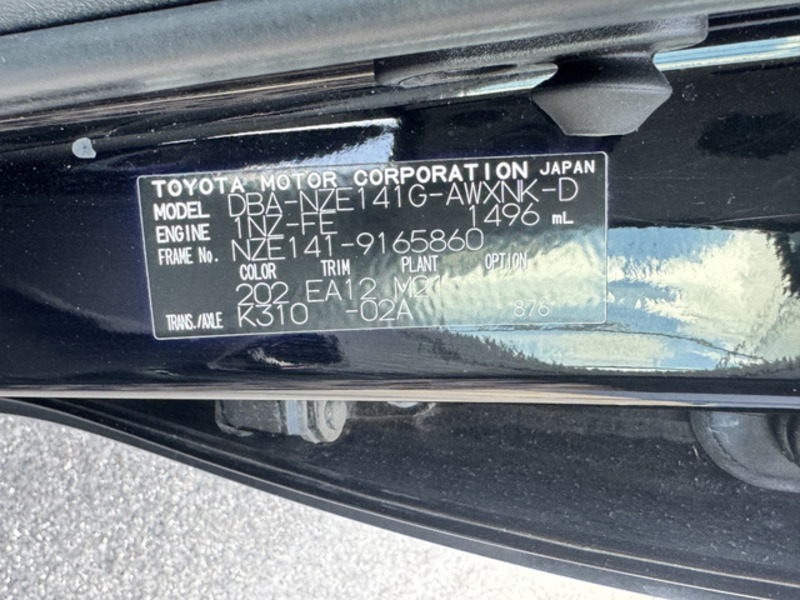 TOYOTA MOTOR CORPORATION JAPAN
MODEL DBA-NZE141G-AWXNK-D
ENGINE 1NZ-FE 1496 mL
FRAME No. NZE141-9165860
COLOR TRIM PLANT OPTION
202 EA12 M21
TRANS./AXLE K310 -02A 876